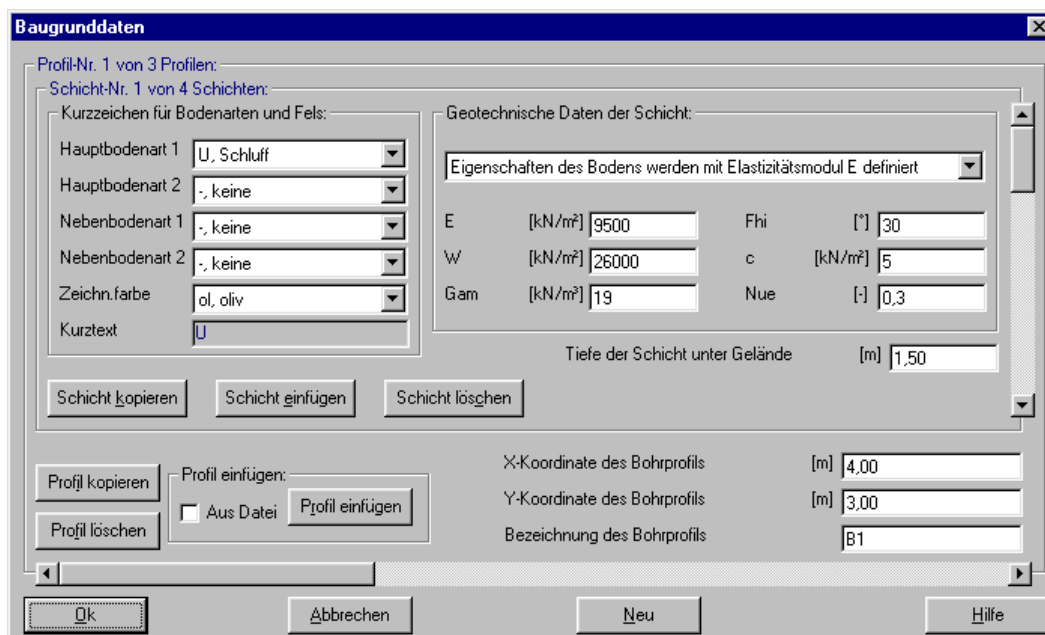 Baugrunddaten
Profil-Nr. 1 von 3 Profilen:
Schicht-Nr. 1 von 4 Schichten:
Kurzzeichen für Bodenarten und Fels:
Hauptbodenart 1 U, Schluff
Hauptbodenart 2 -, keine
Nebenbodenart 1 -, keine
Nebenbodenart 2 -, keine
Zeichn.farbe ol, oliv
Kurztext U
Geotechnische Daten der Schicht:
Eigenschaften des Bodens werden mit Elastizitätsmodul E definiert
E [kN/m²] 9500 Fhi [°] 30
W [kN/m²] 26000 c [kN/m²] 5
Gam [kN/m³] 19 Nue [-] 0,3
Tiefe der Schicht unter Gelände [m] 1,50
Schicht kopieren Schicht einfügen Schicht löschen
Profil kopieren
Profil löschen
Profil einfügen:
Aus Datei Profil einfügen
X-Koordinate des Bohrprofils [m] 4,00
Y-Koordinate des Bohrprofils [m] 3,00
Bezeichnung des Bohrprofils B1
Ok Abbrechen Neu Hilfe